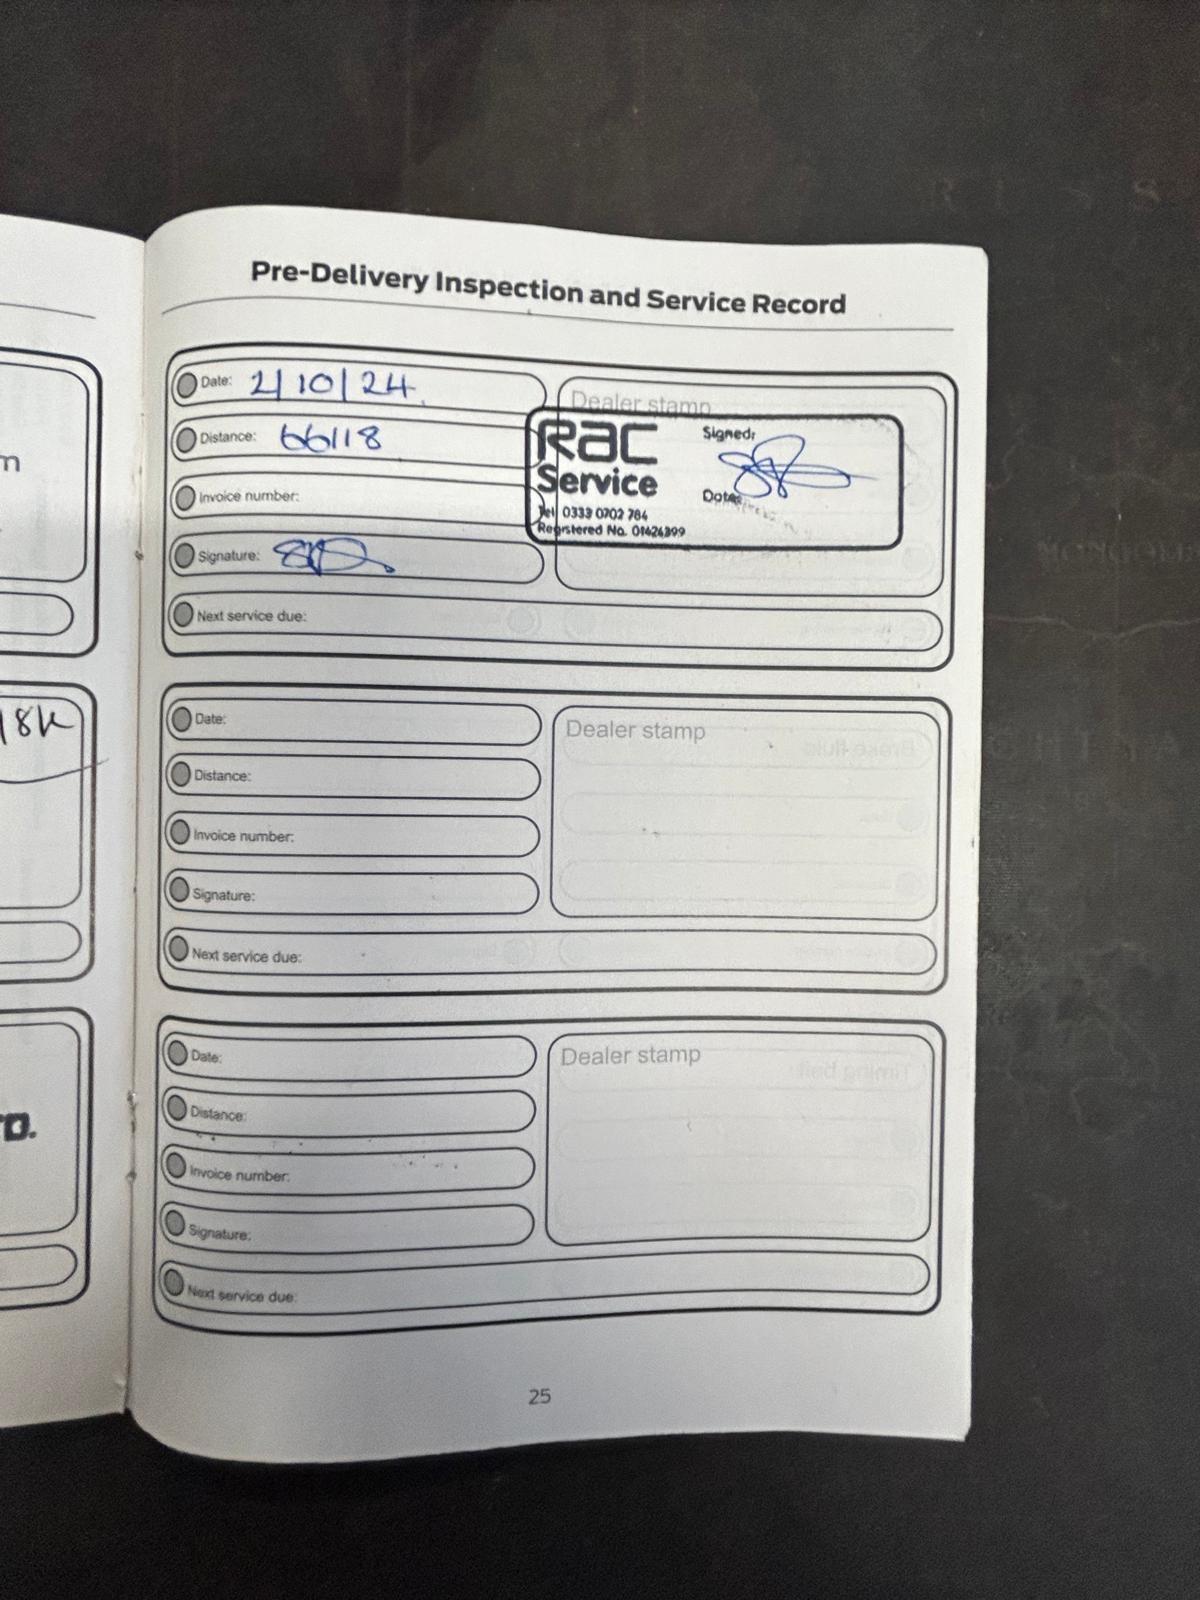 Pre-Delivery Inspection and Service Record
Date: 2/10/24
Distance: 66118
Invoice number:
Signature:
Next service due:
Dealer stamp
Rac
Service
Tel 0333 0702 784
Registered No. 01424399
Signed:
Date:
Date:
Distance:
Invoice number:
Signature:
Next service due:
Dealer stamp
Date:
Distance:
Invoice number:
Signature:
Next service due:
Dealer stamp
25
m
18k
TD.